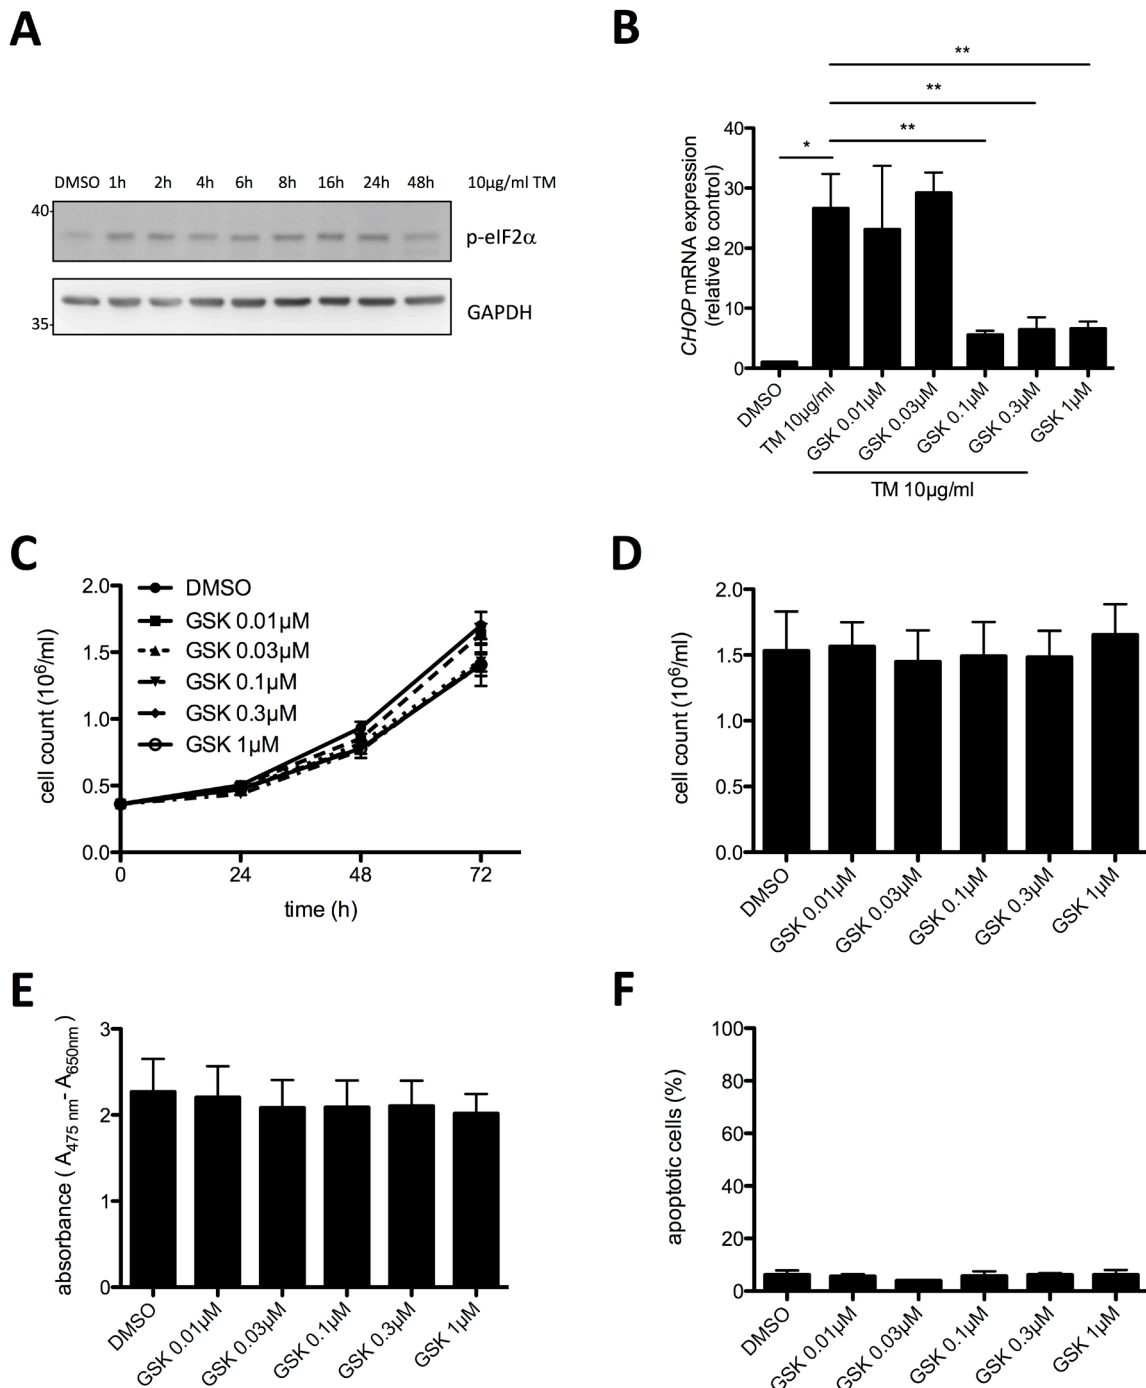 A
DMSO 1h 2h 4h 6h 8h 16h 24h 48h 10µg/ml TM
40
p-eIF2α
GAPDH
35
B
**
**
**
*
CHOP mRNA expression
(relative to control)
40
30
20
10
0
DMSO
TM 10µg/ml
GSK 0.01µM
GSK 0.03µM
GSK 0.1µM
GSK 0.3µM
GSK 1µM
TM 10µg/ml
C
cell count (10⁶/ml)
2.0
1.5
1.0
0.5
0.0
DMSO
GSK 0.01µM
GSK 0.03µM
GSK 0.1µM
GSK 0.3µM
GSK 1µM
0 24 48 72
time (h)
D
cell count (10⁶/ml)
2.0
1.5
1.0
0.5
0.0
DMSO
GSK 0.01µM
GSK 0.03µM
GSK 0.1µM
GSK 0.3µM
GSK 1µM
E
absorbance ( A475 nm- A650nm)
3
2
1
0
DMSO
GSK 0.01µM
GSK 0.03µM
GSK 0.1µM
GSK 0.3µM
GSK 1µM
F
apoptotic cells (%)
100
80
60
40
20
0
DMSO
GSK 0.01µM
GSK 0.03µM
GSK 0.1µM
GSK 0.3µM
GSK 1µM